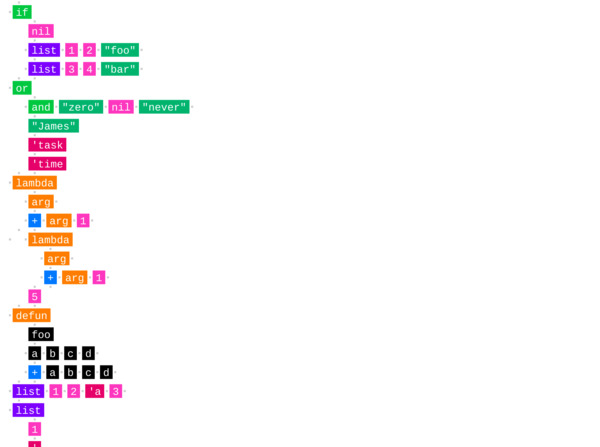 if
nil
list 1 2 "foo"
list 3 4 "bar"
or
and "zero" nil "never"
"James"
'task
'time
lambda
arg
+ arg 1
lambda
arg
+ arg 1
5
defun
foo
a b c d
+ a b c d
list 1 2 'a 3
list
1